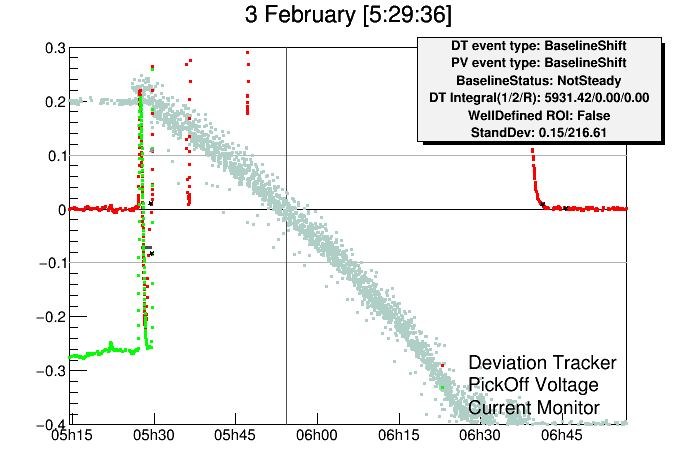 3 February [5:29:36]
DT event type: BaselineShift
PV event type: BaselineShift
BaselineStatus: NotSteady
DT Integral(1/2/R): 5931.42/0.00/0.00
WellDefined ROI: False
StandDev: 0.15/216.61
0.3
0.2
0.1
0
−0.1
−0.2
−0.3
−0.4
Deviation Tracker
PickOff Voltage
Current Monitor
05h15 05h30 05h45 06h00 06h15 06h30 06h45